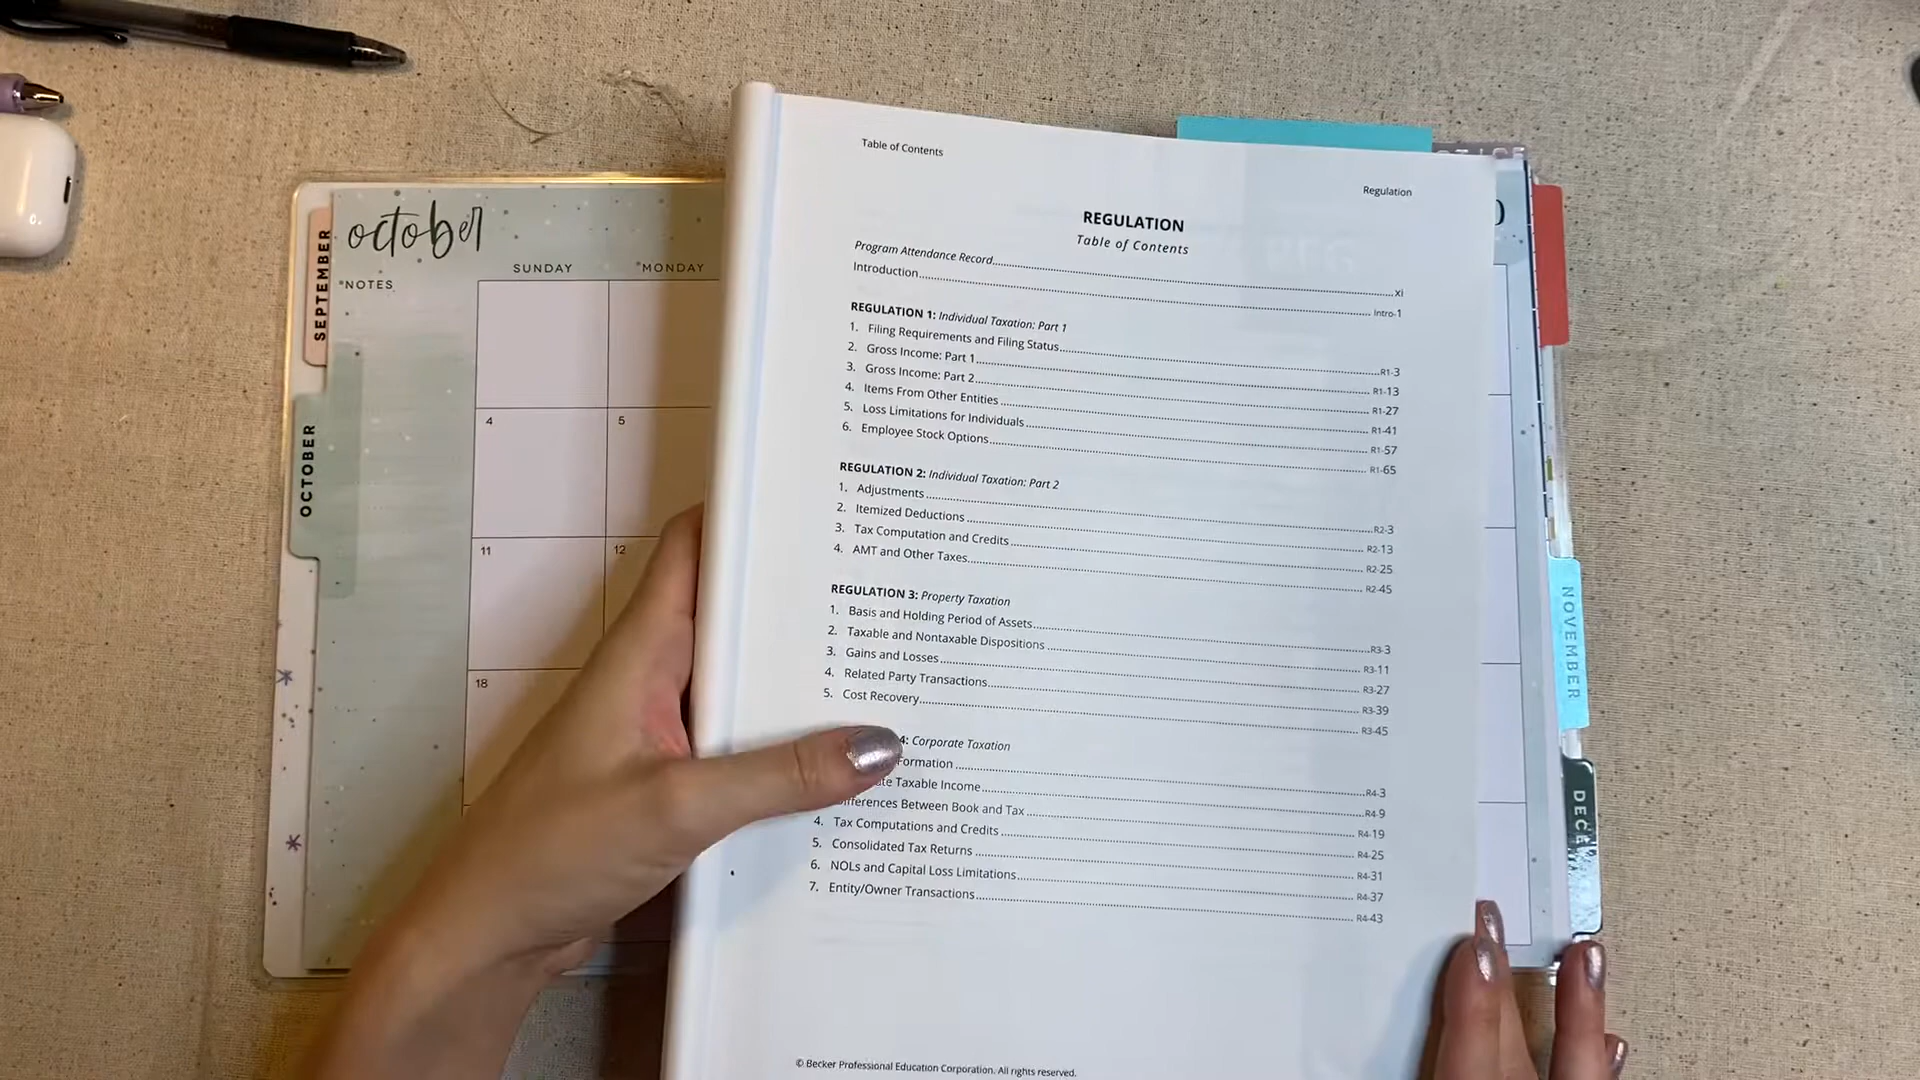 october
SUNDAY
MONDAY
*NOTES
SEPTEMBER
OCTOBER
4
5
11
12
18
Table of Contents
Regulation
REGULATION
Table of Contents
Program Attendance Record xi
Introduction Intro-1
REGULATION 1: Individual Taxation: Part 1
1. Filing Requirements and Filing Status R1-3
2. Gross Income: Part 1 R1-13
3. Gross Income: Part 2 R1-27
4. Items From Other Entities R1-41
5. Loss Limitations for Individuals R1-57
6. Employee Stock Options R1-65
REGULATION 2: Individual Taxation: Part 2
1. Adjustments R2-3
2. Itemized Deductions R2-13
3. Tax Computation and Credits R2-25
4. AMT and Other Taxes R2-45
REGULATION 3: Property Taxation
1. Basis and Holding Period of Assets R3-3
2. Taxable and Nontaxable Dispositions R3-11
3. Gains and Losses R3-27
4. Related Party Transactions R3-39
5. Cost Recovery R3-45
4: Corporate Taxation
Formation R4-3
Taxable Income R4-9
Differences Between Book and Tax R4-19
4. Tax Computations and Credits R4-25
5. Consolidated Tax Returns R4-31
6. NOLs and Capital Loss Limitations R4-37
7. Entity/Owner Transactions R4-43
© Becker Professional Education Corporation. All rights reserved.
NOVEMBER
DECE